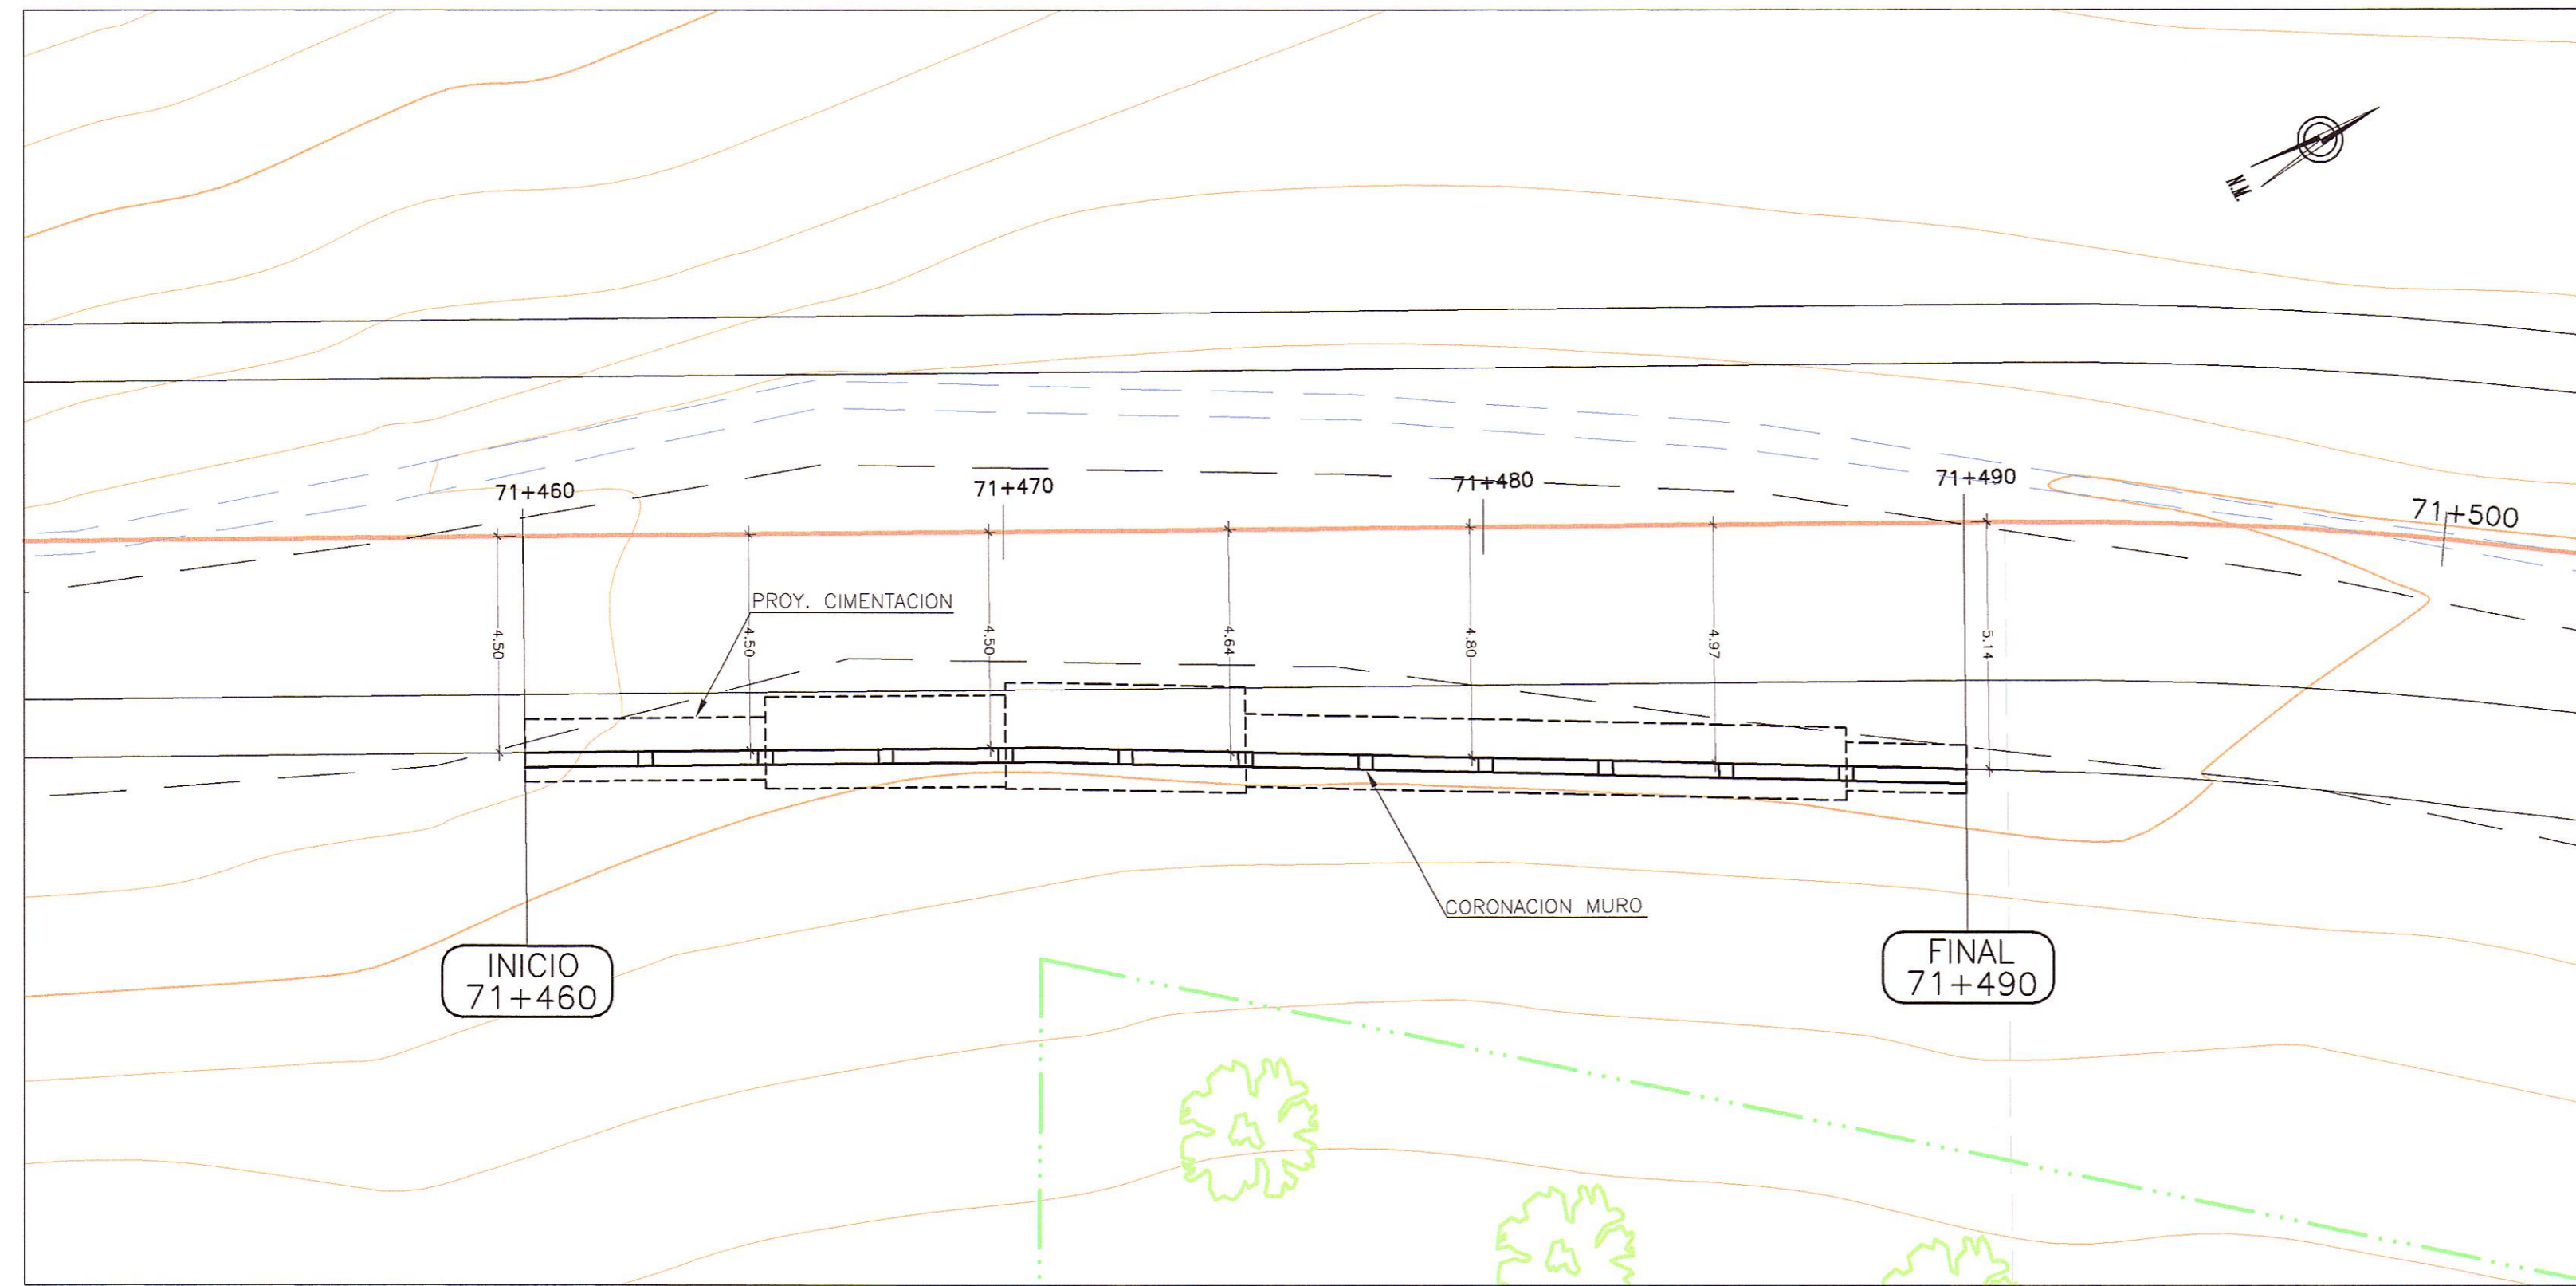 N.M.
71+460
71+470
71+480
71+490
71+500
PROY. CIMENTACION
4.50
4.50
4.50
4.64
4.80
4.97
5.14
CORONACION MURO
INICIO
71+460
FINAL
71+490